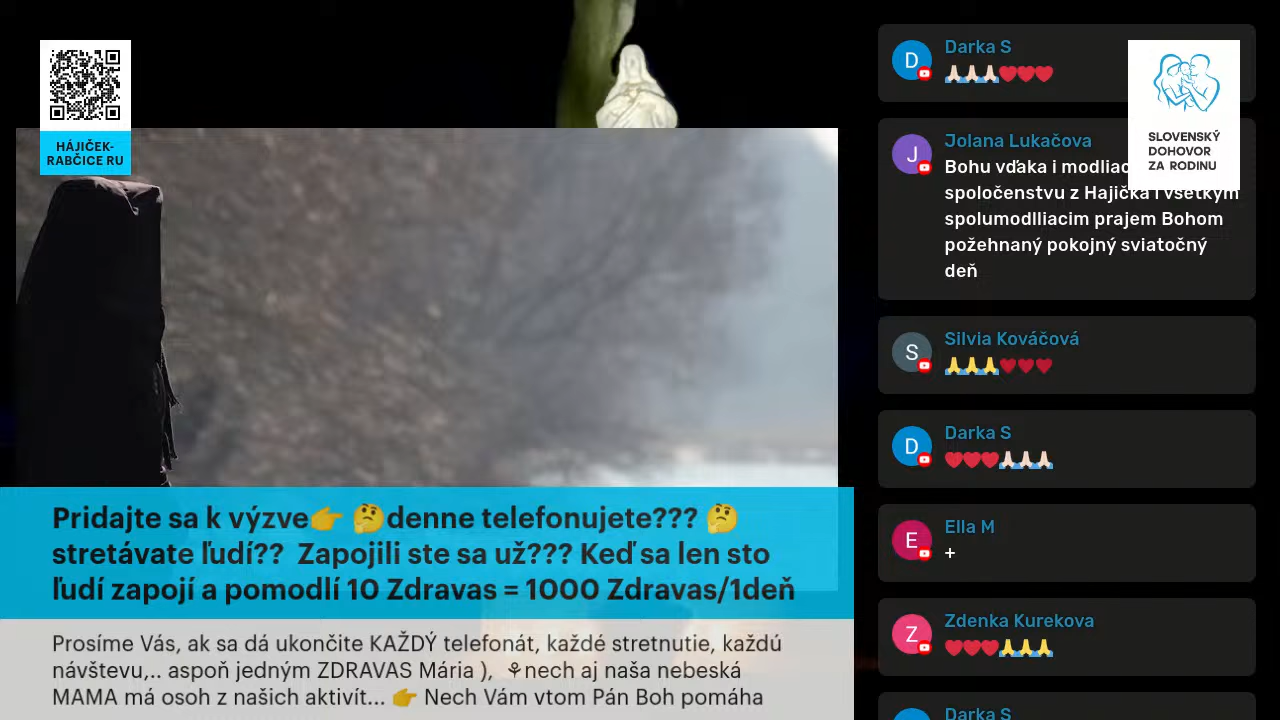 HÁJIČEK-
RABČICE RU
Pridajte sa k výzve👉 🤔denne telefonujete??? 🤔
stretávate ľudí??  Zapojili ste sa už??? Keď sa len sto
ľudí zapojí a pomodlí 10 Zdravas = 1000 Zdravas/1deň
Prosíme Vás, ak sa dá ukončite KAŽDÝ telefonát, každé stretnutie, každú
návštevu,.. aspoň jedným ZDRAVAS Mária ),  ⚘nech aj naša nebeská
MAMA má osoh z našich aktivít... 👉 Nech Vám vtom Pán Boh pomáha
D
Darka S
🙏🏻🙏🏻🙏🏻❤️❤️❤️
SLOVENSKÝ
DOHOVOR
ZA RODINU
J
Jolana Lukačova
Bohu vďaka i modliac
spoločenstvu z Hajička i všetkým
spolumodlliacim prajem Bohom
požehnaný pokojný sviatočný
deň
S
Silvia Kováčová
🙏🙏🙏♥️♥️♥️
D
Darka S
❤️❤️❤️🙏🏻🙏🏻🙏🏻
E
Ella M
+
Z
Zdenka Kurekova
❤️❤️❤️🙏🙏🙏
Darka S